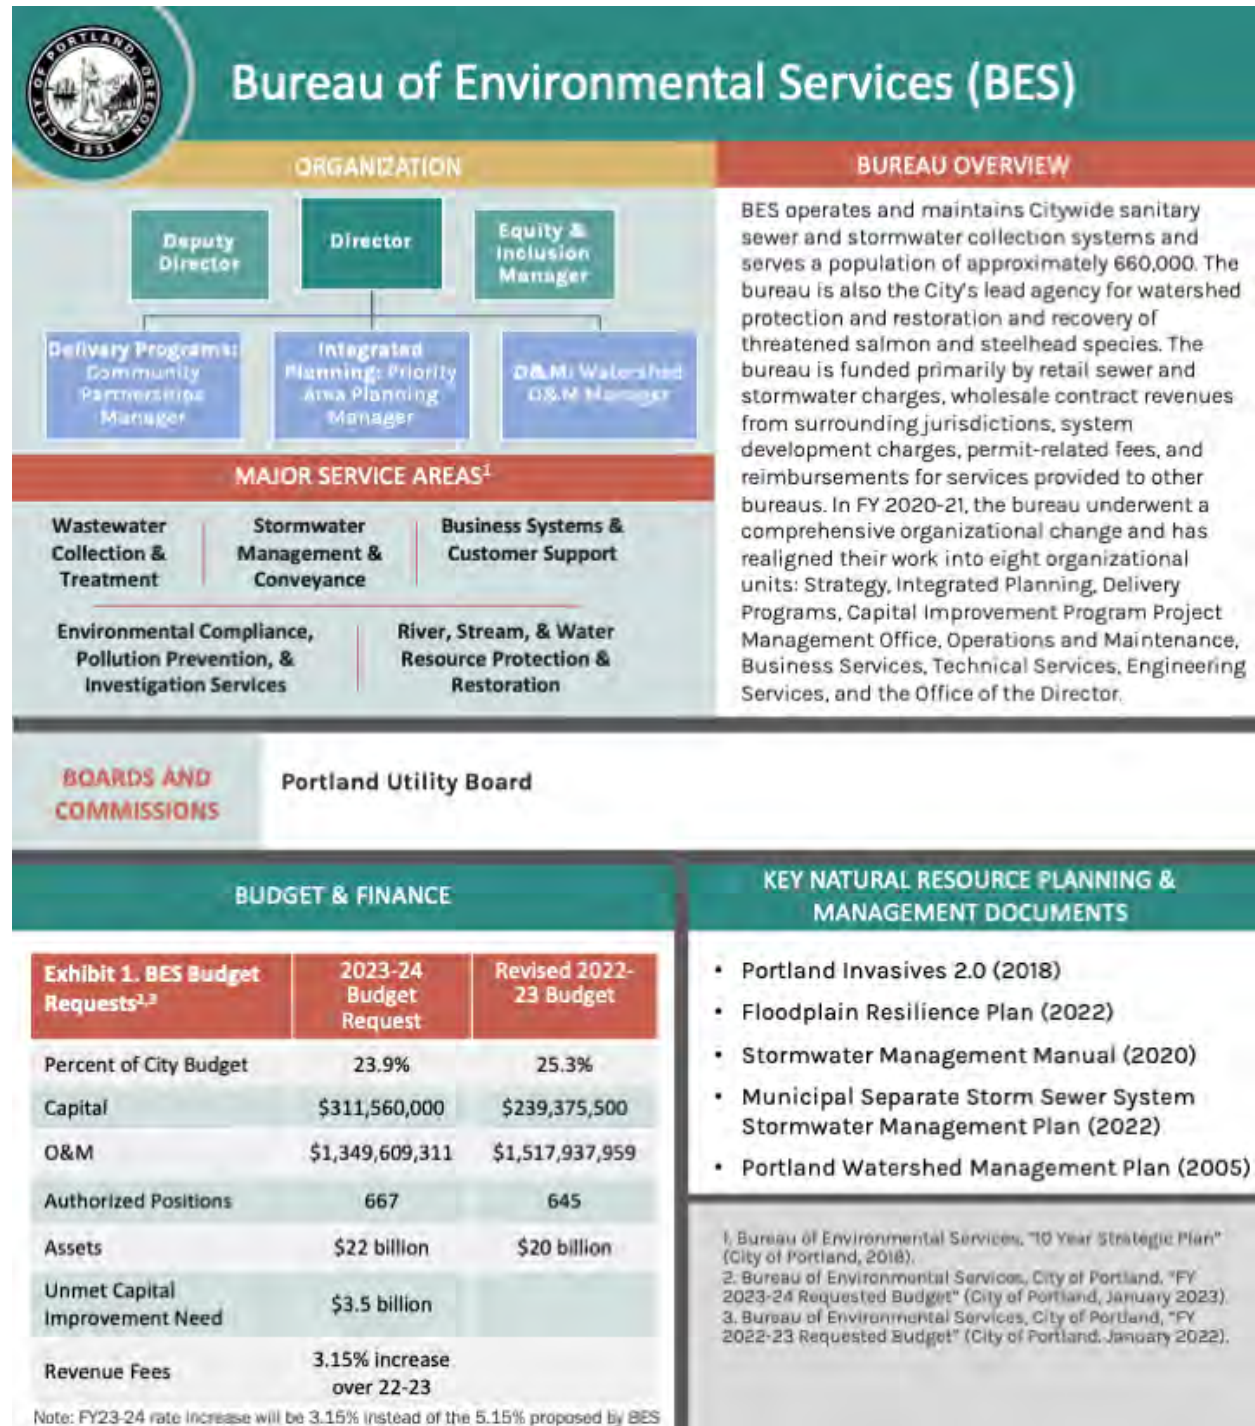 CITY OF PORTLAND, OREGON
1851
Bureau of Environmental Services (BES)
ORGANIZATION
Deputy
Director
Director
Equity &
Inclusion
Manager
Delivery Programs:
Community
Partnerships
Manager
Integrated
Planning: Priority
Area Planning
Manager
O&M: Watershed
O&M Manager
MAJOR SERVICE AREAS1
Wastewater
Collection &
Treatment
Stormwater
Management &
Conveyance
Business Systems &
Customer Support
Environmental Compliance,
Pollution Prevention, &
Investigation Services
River, Stream, & Water
Resource Protection &
Restoration
BUREAU OVERVIEW
BES operates and maintains Citywide sanitary
sewer and stormwater collection systems and
serves a population of approximately 660,000. The
bureau is also the City's lead agency for watershed
protection and restoration and recovery of
threatened salmon and steelhead species. The
bureau is funded primarily by retail sewer and
stormwater charges, wholesale contract revenues
from surrounding jurisdictions, system
development charges, permit-related fees, and
reimbursements for services provided to other
bureaus. In FY 2020-21, the bureau underwent a
comprehensive organizational change and has
realigned their work into eight organizational
units: Strategy, Integrated Planning, Delivery
Programs, Capital Improvement Program Project
Management Office, Operations and Maintenance,
Business Services, Technical Services, Engineering
Services, and the Office of the Director.
BOARDS AND
COMMISSIONS
Portland Utility Board
BUDGET & FINANCE
Exhibit 1. BES Budget
Requests2,3
2023-24
Budget
Request
Revised 2022-
23 Budget
Percent of City Budget 23.9% 25.3%
Capital $311,560,000 $239,375,500
O&M $1,349,609,311 $1,517,937,959
Authorized Positions 667 645
Assets $22 billion $20 billion
Unmet Capital
Improvement Need
$3.5 billion
Revenue Fees
3.15% increase
over 22-23
Note: FY23-24 rate increase will be 3.15% instead of the 5.15% proposed by BES
KEY NATURAL RESOURCE PLANNING &
MANAGEMENT DOCUMENTS
• Portland Invasives 2.0 (2018)
• Floodplain Resilience Plan (2022)
• Stormwater Management Manual (2020)
• Municipal Separate Storm Sewer System
Stormwater Management Plan (2022)
• Portland Watershed Management Plan (2005)
1. Bureau of Environmental Services, "10 Year Strategic Plan"
(City of Portland, 2018).
2. Bureau of Environmental Services, City of Portland, "FY
2023-24 Requested Budget" (City of Portland, January 2023).
3. Bureau of Environmental Services, City of Portland, "FY
2022-23 Requested Budget" (City of Portland, January 2022).